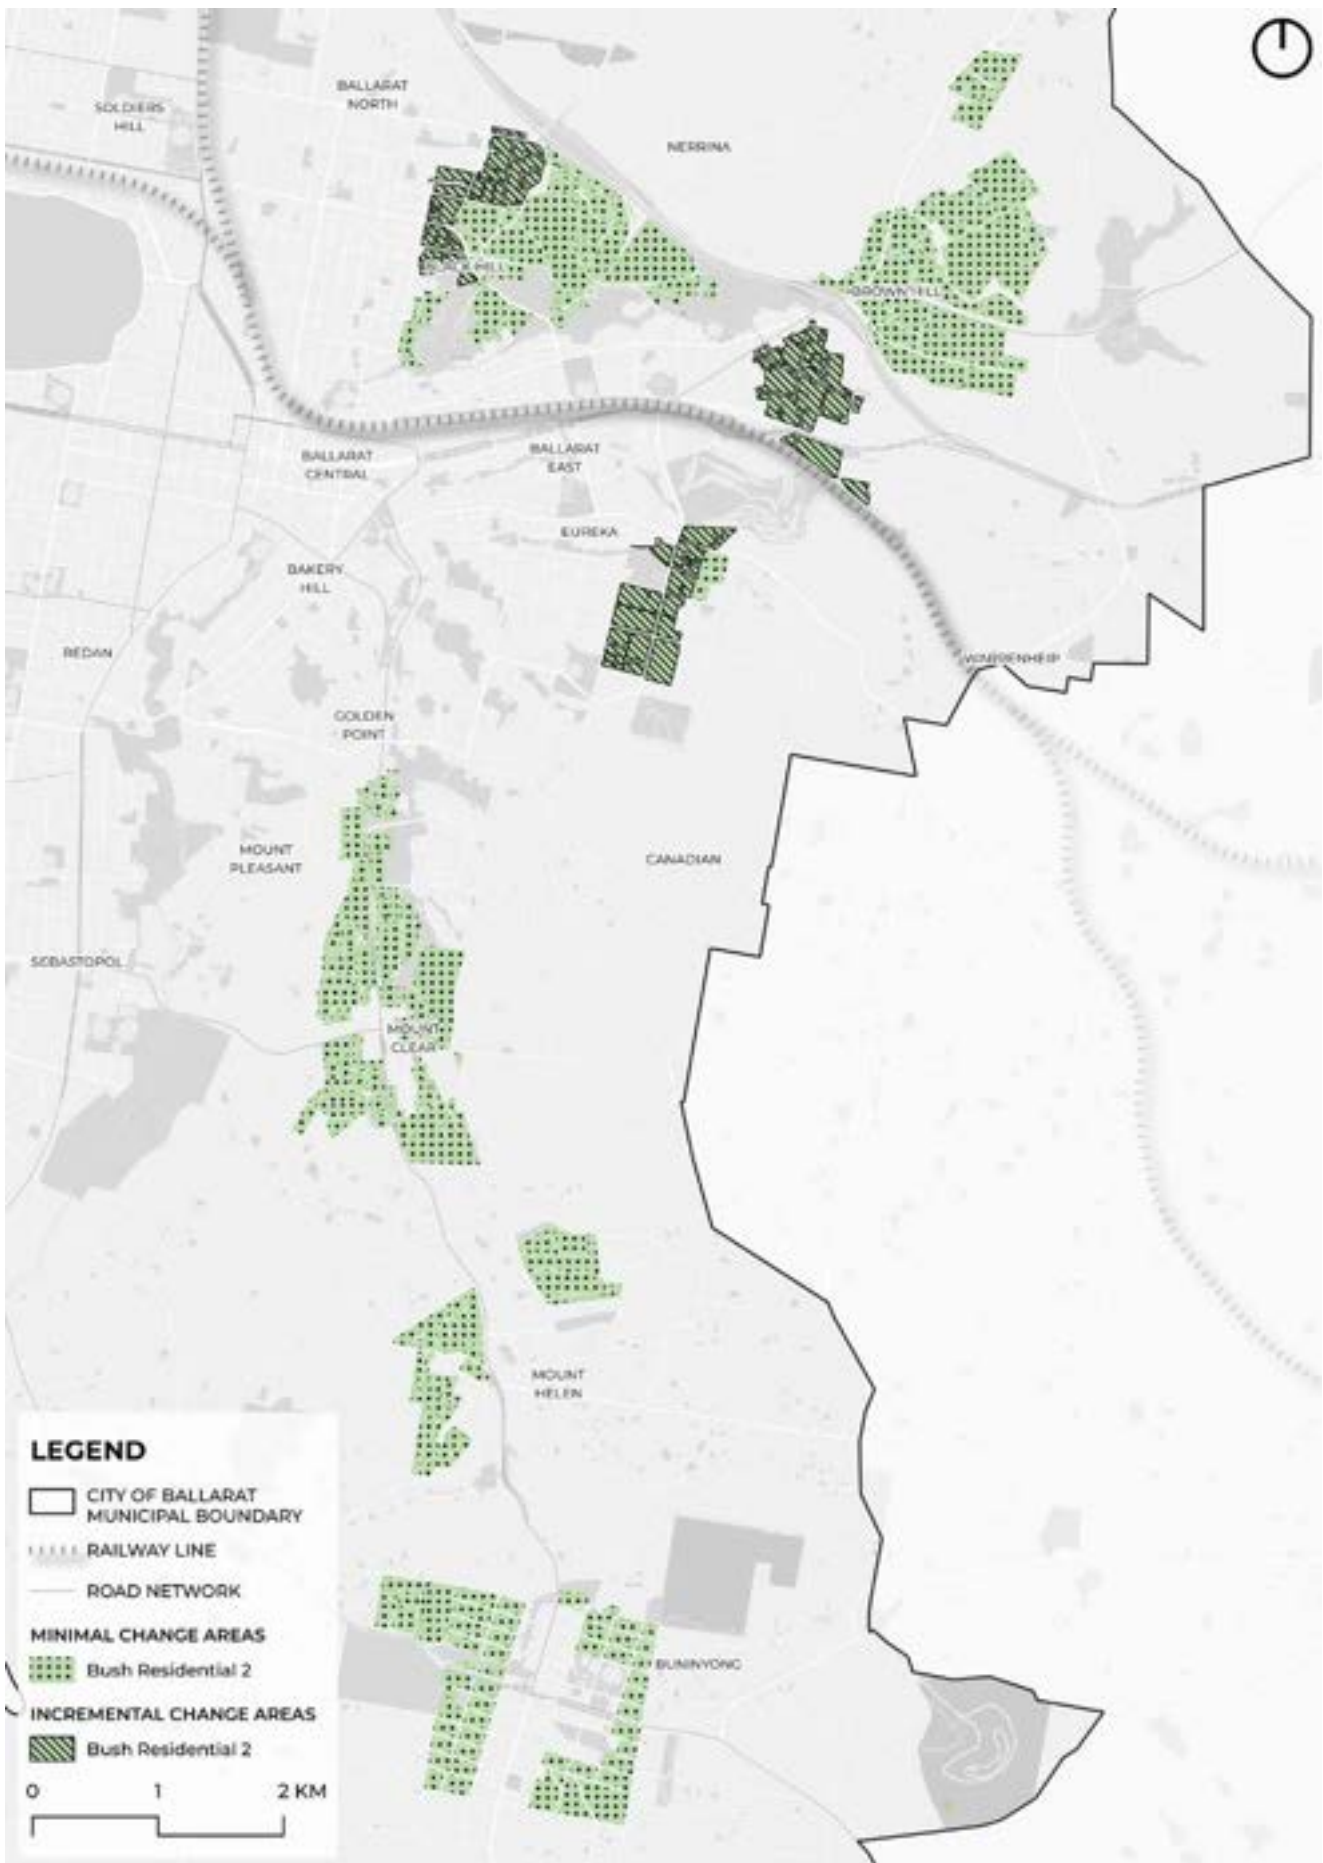 BALLARAT
NORTH
SOLDIERS
HILL
NERRINA
BROWN HILL
BALLARAT
CENTRAL
BALLARAT
EAST
EUREKA
BAKERY
HILL
REDAN
WARRENHEIP
GOLDEN
POINT
MOUNT
PLEASANT
CANADIAN
SEBASTOPOL
MOUNT
CLEAR
MOUNT
HELEN
BUNINYONG
LEGEND
CITY OF BALLARAT
MUNICIPAL BOUNDARY
RAILWAY LINE
ROAD NETWORK
MINIMAL CHANGE AREAS
Bush Residential 2
INCREMENTAL CHANGE AREAS
Bush Residential 2
0 1 2 KM